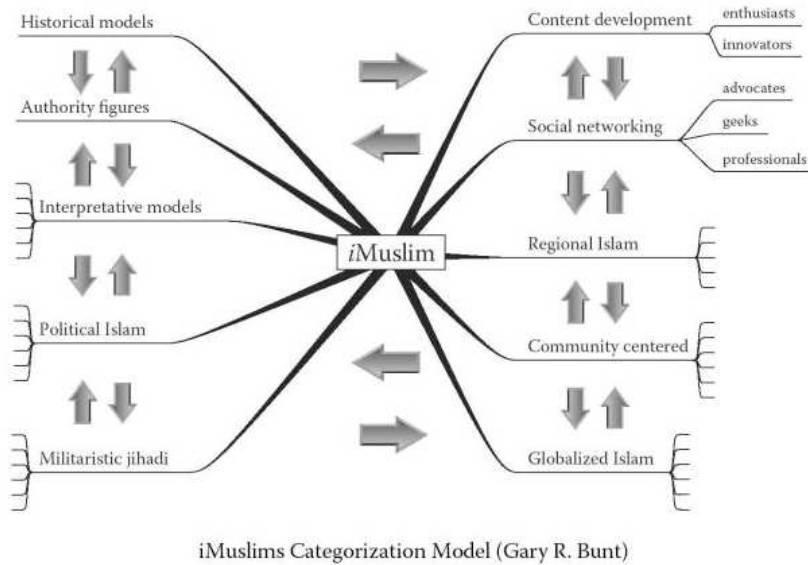 Historical models
Authority figures
Interpretative models
Political Islam
Militaristic jihadi
iMuslim
Content development
enthusiasts
innovators
Social networking
advocates
geeks
professionals
Regional Islam
Community centered
Globalized Islam
iMuslims Categorization Model (Gary R. Bunt)